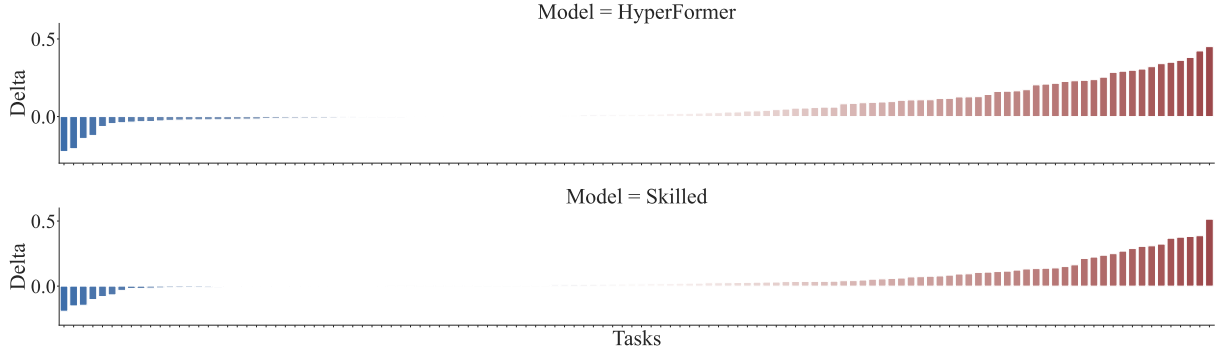 Model = HyperFormer
0.5
Delta
0.0
Model = Skilled
0.5
Delta
0.0
Tasks